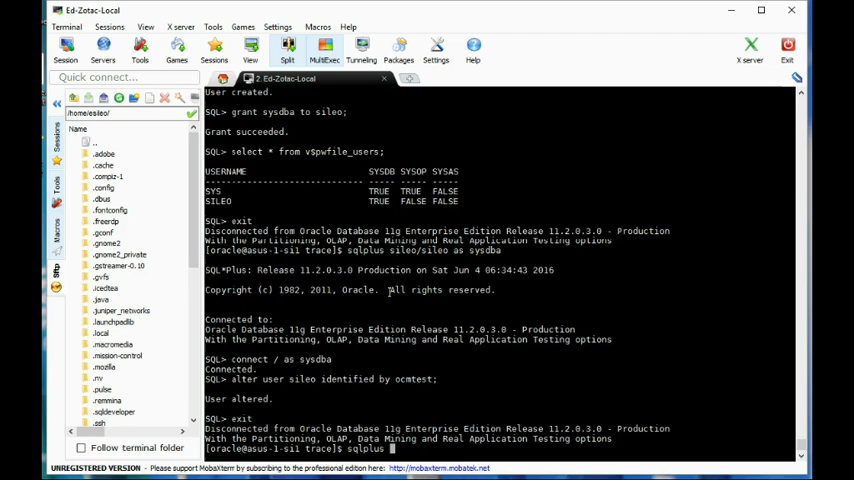 Ed-Zotac-Local
Terminal Sessions View X server Tools Games Settings Macros Help
Session Servers Tools Games Sessions View Split MultiExec Tunneling Packages Settings Help X server Exit
Quick connect...
2. Ed-Zotac-Local
/home/esileo/
Name
..
.adobe
.cache
.compiz-1
.config
.dbus
.fontconfig
.freerdp
.gconf
.gnome2
.gnome2_private
.gstreamer-0.10
.gvfs
.icedtea
.java
.juniper_networks
.launchpadlib
.local
.macromedia
.mission-control
.mozilla
.nv
.pulse
.remmina
.sqldeveloper
.ssh
Sessions
Tools
Macros
Sftp
Follow terminal folder
User created.
SQL> grant sysdba to sileo;
Grant succeeded.
SQL> select * from v$pwfile_users;
USERNAME SYSDB SYSOP SYSAS
------------------------------ ----- ----- -----
SYS TRUE TRUE FALSE
SILEO TRUE FALSE FALSE
SQL> exit
Disconnected from Oracle Database 11g Enterprise Edition Release 11.2.0.3.0 - Production
With the Partitioning, OLAP, Data Mining and Real Application Testing options
[oracle@asus-1-si1 trace]$ sqlplus sileo/sileo as sysdba
SQL*Plus: Release 11.2.0.3.0 Production on Sat Jun 4 06:34:43 2016
Copyright (c) 1982, 2011, Oracle. All rights reserved.
Connected to:
Oracle Database 11g Enterprise Edition Release 11.2.0.3.0 - Production
With the Partitioning, OLAP, Data Mining and Real Application Testing options
SQL> connect / as sysdba
Connected.
SQL> alter user sileo identified by ocmtest;
User altered.
SQL> exit
Disconnected from Oracle Database 11g Enterprise Edition Release 11.2.0.3.0 - Production
With the Partitioning, OLAP, Data Mining and Real Application Testing options
[oracle@asus-1-si1 trace]$ sqlplus
UNREGISTERED VERSION - Please support MobaXterm by subscribing to the professional edition here: http://mobaxterm.mobatek.net